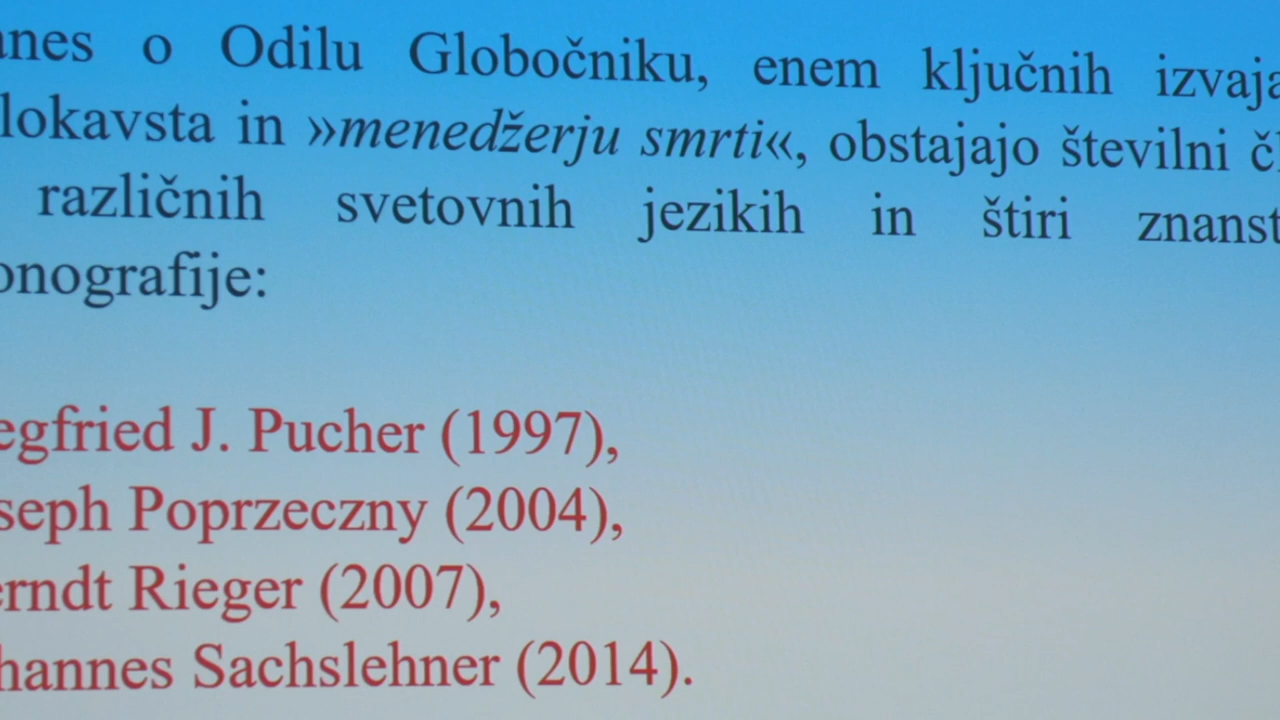 anes o Odilu Globočniku, enem ključnih izvaja
lokavsta in »menedžerju smrti«, obstajajo številni č
različnih svetovnih jezikih in štiri znanst
onografije:
egfried J. Pucher (1997),
seph Poprzeczny (2004),
erndt Rieger (2007),
hannes Sachslehner (2014).